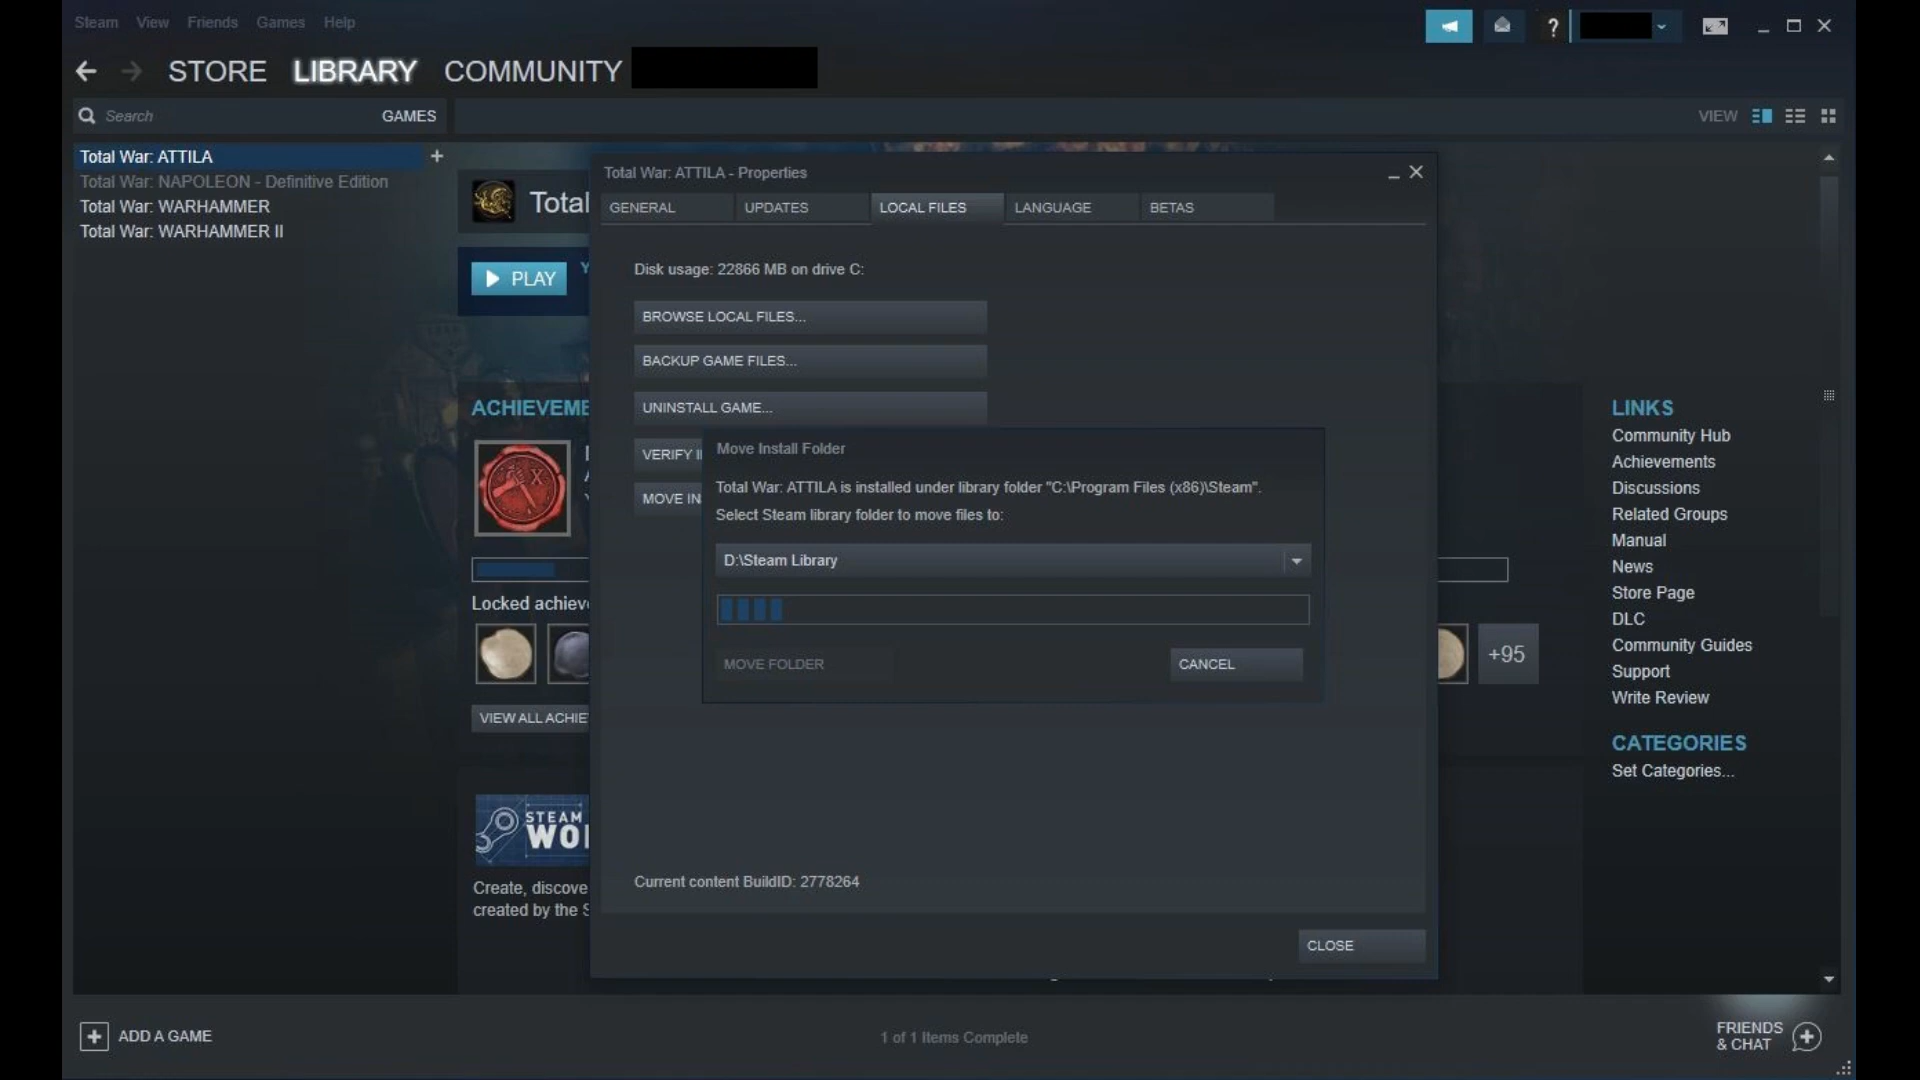 Steam View Friends Games Help
?
STORE LIBRARY COMMUNITY
Search GAMES
VIEW
Total War: ATTILA
Total War: NAPOLEON - Definitive Edition
Total War: WARHAMMER
Total War: WARHAMMER II
Total
PLAY
ACHIEVEME
Locked achiev
VIEW ALL ACHIE
STEAM
WO
Create, discove
created by the S
Total War: ATTILA - Properties
GENERAL UPDATES LOCAL FILES LANGUAGE BETAS
Disk usage: 22866 MB on drive C:
BROWSE LOCAL FILES...
BACKUP GAME FILES...
UNINSTALL GAME...
VERIFY I
MOVE IN
Move Install Folder
Total War: ATTILA is installed under library folder "C:\Program Files (x86)\Steam".
Select Steam library folder to move files to:
D:\Steam Library
MOVE FOLDER CANCEL
Current content BuildID: 2778264
CLOSE
+95
LINKS
Community Hub
Achievements
Discussions
Related Groups
Manual
News
Store Page
DLC
Community Guides
Support
Write Review
CATEGORIES
Set Categories...
ADD A GAME
1 of 1 Items Complete
FRIENDS
& CHAT